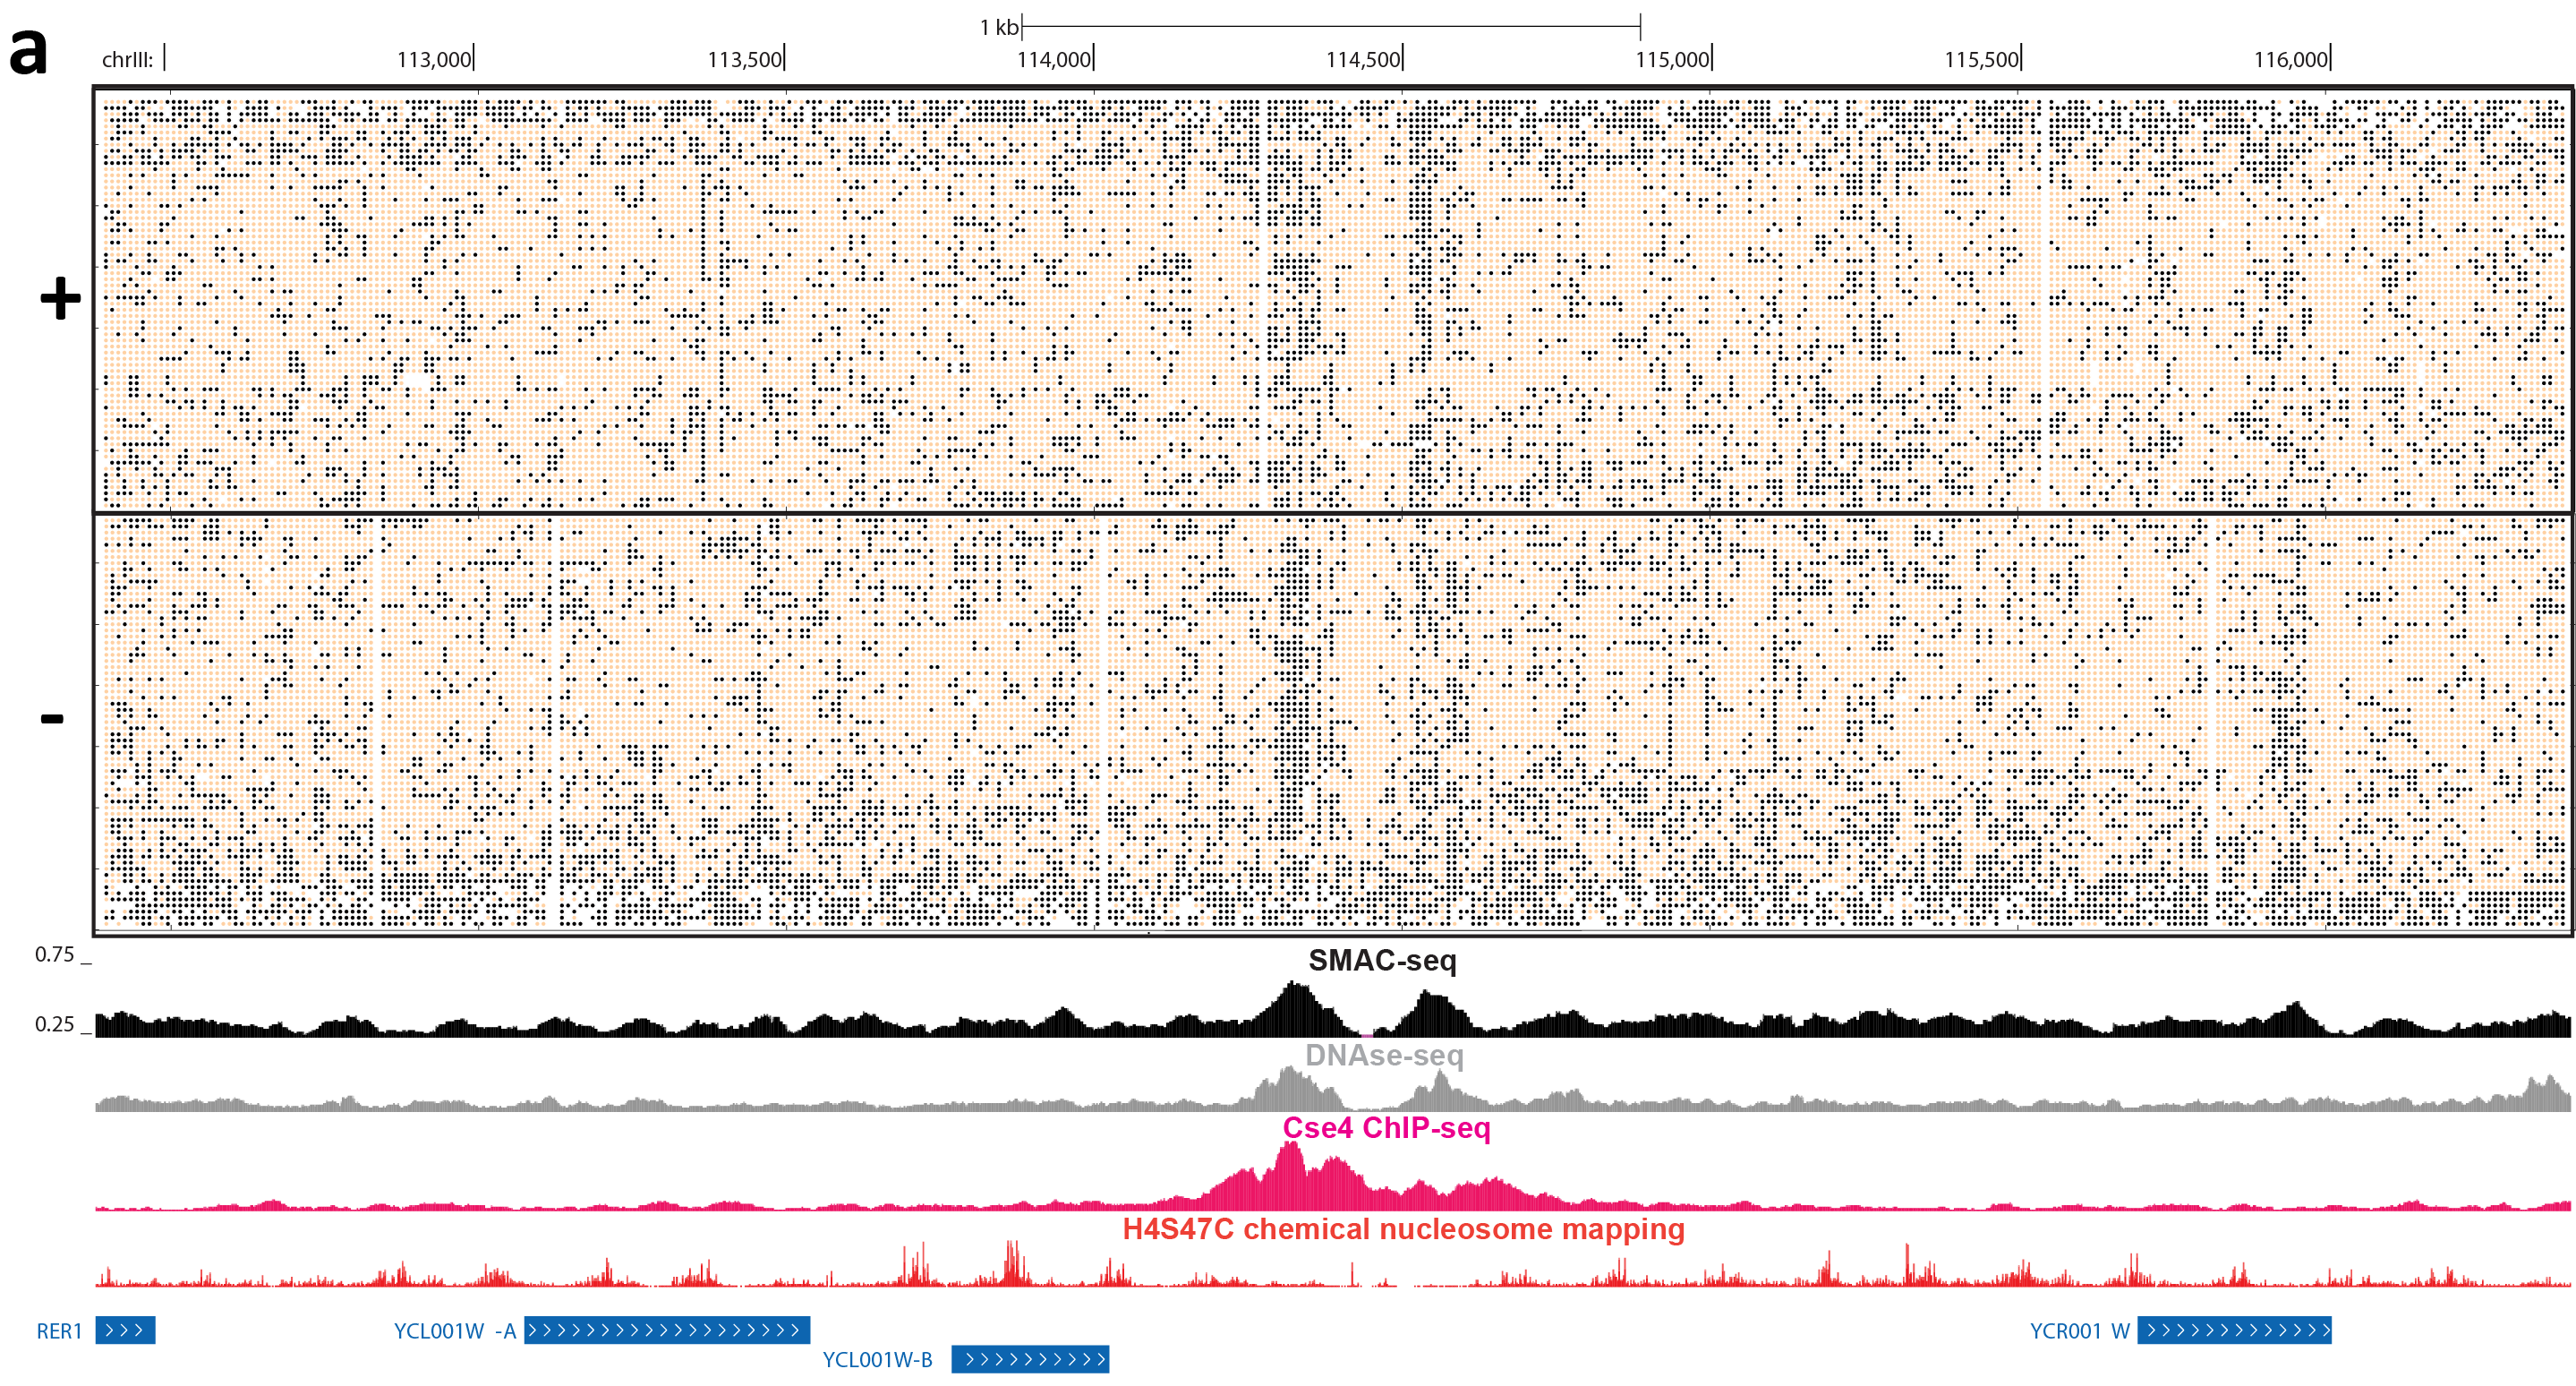 a
1 kb
chrIII: 113,000 113,500 114,000 114,500 115,000 115,500 116,000
+
-
0.75
SMAC-seq
0.25
DNAse-seq
Cse4 ChIP-seq
H4S47C chemical nucleosome mapping
RER1 YCL001W -A YCR001 W
YCL001W-B